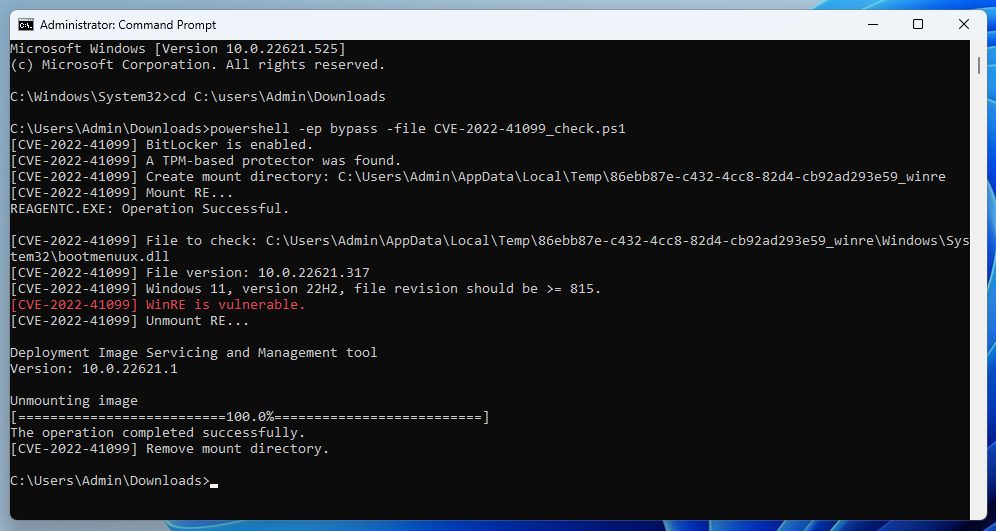 Administrator: Command Prompt
Microsoft Windows [Version 10.0.22621.525]
(c) Microsoft Corporation. All rights reserved.
C:\Windows\System32>cd C:\users\Admin\Downloads
C:\Users\Admin\Downloads>powershell -ep bypass -file CVE-2022-41099_check.ps1
[CVE-2022-41099] BitLocker is enabled.
[CVE-2022-41099] A TPM-based protector was found.
[CVE-2022-41099] Create mount directory: C:\Users\Admin\AppData\Local\Temp\86ebb87e-c432-4cc8-82d4-cb92ad293e59_winre
[CVE-2022-41099] Mount RE...
REAGENTC.EXE: Operation Successful.
[CVE-2022-41099] File to check: C:\Users\Admin\AppData\Local\Temp\86ebb87e-c432-4cc8-82d4-cb92ad293e59_winre\Windows\Sys
tem32\bootmenuux.dll
[CVE-2022-41099] File version: 10.0.22621.317
[CVE-2022-41099] Windows 11, version 22H2, file revision should be >= 815.
[CVE-2022-41099] WinRE is vulnerable.
[CVE-2022-41099] Unmount RE...
Deployment Image Servicing and Management tool
Version: 10.0.22621.1
Unmounting image
[==========================100.0%==========================]
The operation completed successfully.
[CVE-2022-41099] Remove mount directory.
C:\Users\Admin\Downloads>